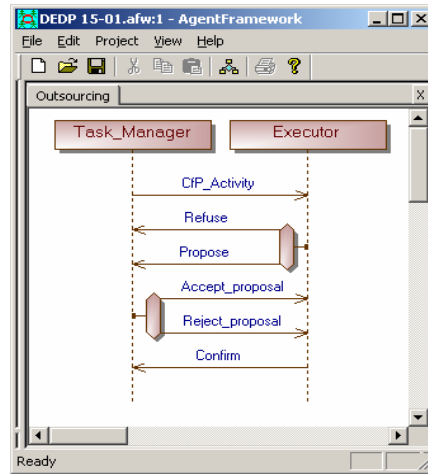 DEDP 15-01.afw:1 - AgentFramework
File Edit Project View Help
Outsourcing
Task_Manager Executor
CfP_Activity
Refuse
Propose
Accept_proposal
Reject_proposal
Confirm
Ready